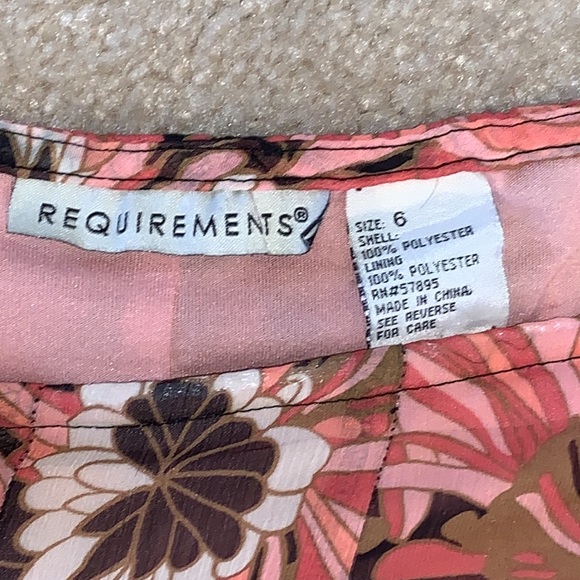 REQUIREMENTS®
SIZE: 6
SHELL:
100% POLYESTER
LINING
100% POLYESTER
RN#57895
MADE IN CHINA
SEE REVERSE
FOR CARE